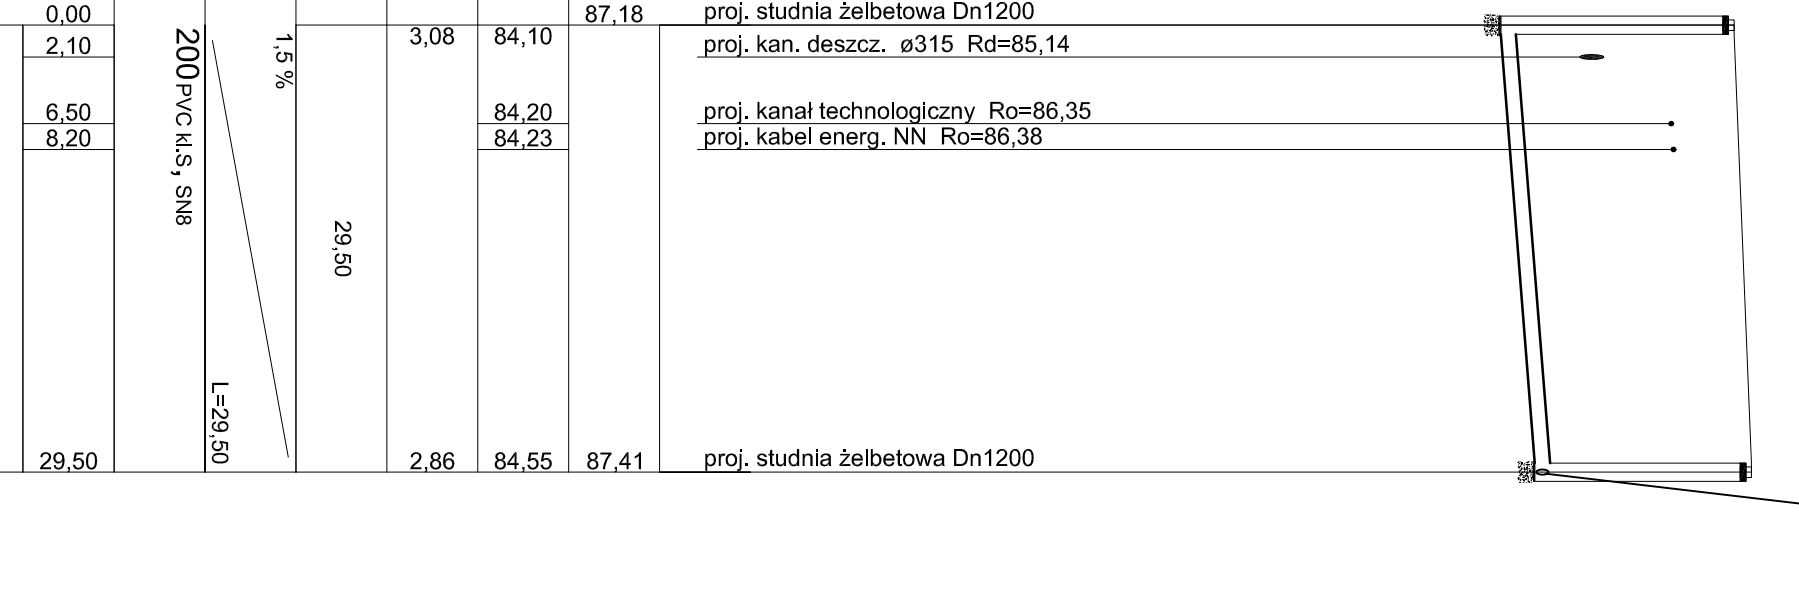 0,00 87,18 proj. studnia żelbetowa Dn1200
2,10 3,08 84,10 proj. kan. deszcz. ø315 Rd=85,14
200 PVC kl.S, SN8
1,5 %
6,50 84,20 proj. kanał technologiczny Ro=86,35
8,20 84,23 proj. kabel energ. NN Ro=86,38
29,50
L=29,50
29,50 2,86 84,55 87,41 proj. studnia żelbetowa Dn1200